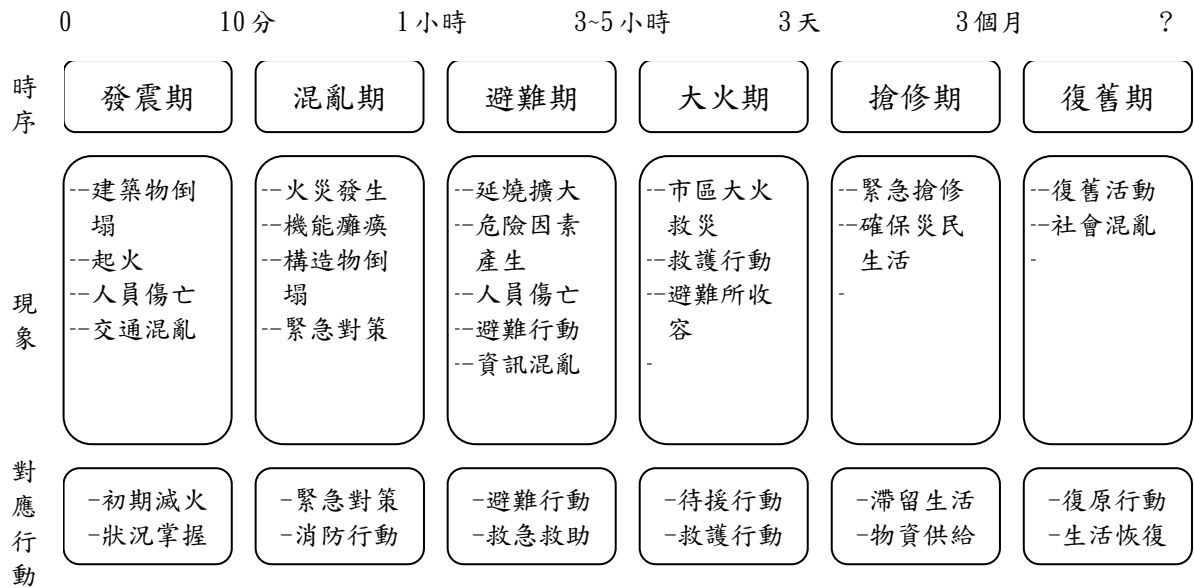 0 10分 1小時 3~5小時 3天 3個月 ?
時序
發震期 混亂期 避難期 大火期 搶修期 復舊期
現象
--建築物倒
塌
--起火
--人員傷亡
--交通混亂
--火災發生
--機能癱瘓
--構造物倒
塌
--緊急對策
--延燒擴大
--危險因素
產生
--人員傷亡
--避難行動
--資訊混亂
--市區大火
救災
--救護行動
--避難所收
容
-
--緊急搶修
--確保災民
生活
-
--復舊活動
--社會混亂
-
對應行動
-初期滅火
-狀況掌握
-緊急對策
-消防行動
-避難行動
-救急救助
-待援行動
-救護行動
-滯留生活
-物資供給
-復原行動
-生活恢復